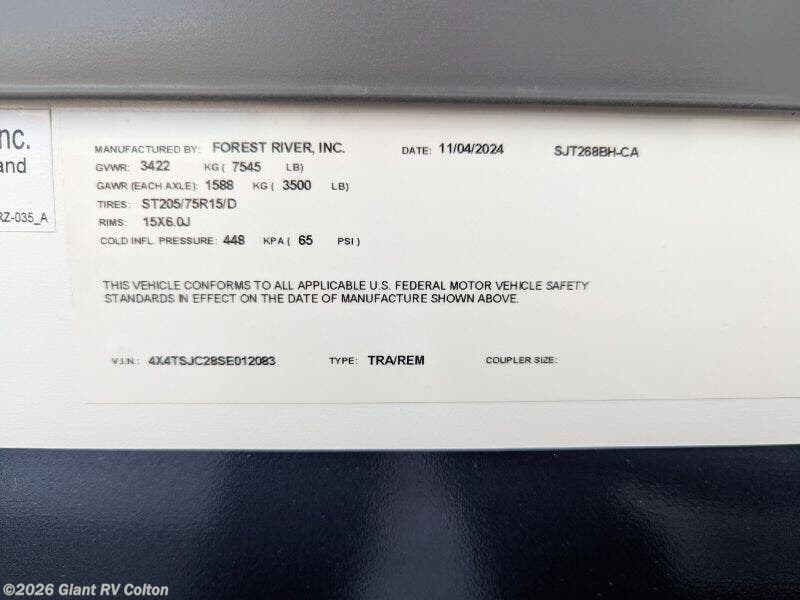 nc.
and
RZ-035_A
MANUFACTURED BY: FOREST RIVER, INC. DATE: 11/04/2024 SJT268BH-CA
GVWR: 3422 KG ( 7545 LB)
GAWR (EACH AXLE): 1588 KG ( 3500 LB)
TIRES: ST205/75R15/D
RIMS: 15X6.0J
COLD INFL. PRESSURE: 448 KPA ( 65 PSI )
THIS VEHICLE CONFORMS TO ALL APPLICABLE U.S. FEDERAL MOTOR VEHICLE SAFETY
STANDARDS IN EFFECT ON THE DATE OF MANUFACTURE SHOWN ABOVE.
V.I.N.: 4X4TSJC28SE012083 TYPE: TRA/REM COUPLER SIZE:
©2026 Giant RV Colton